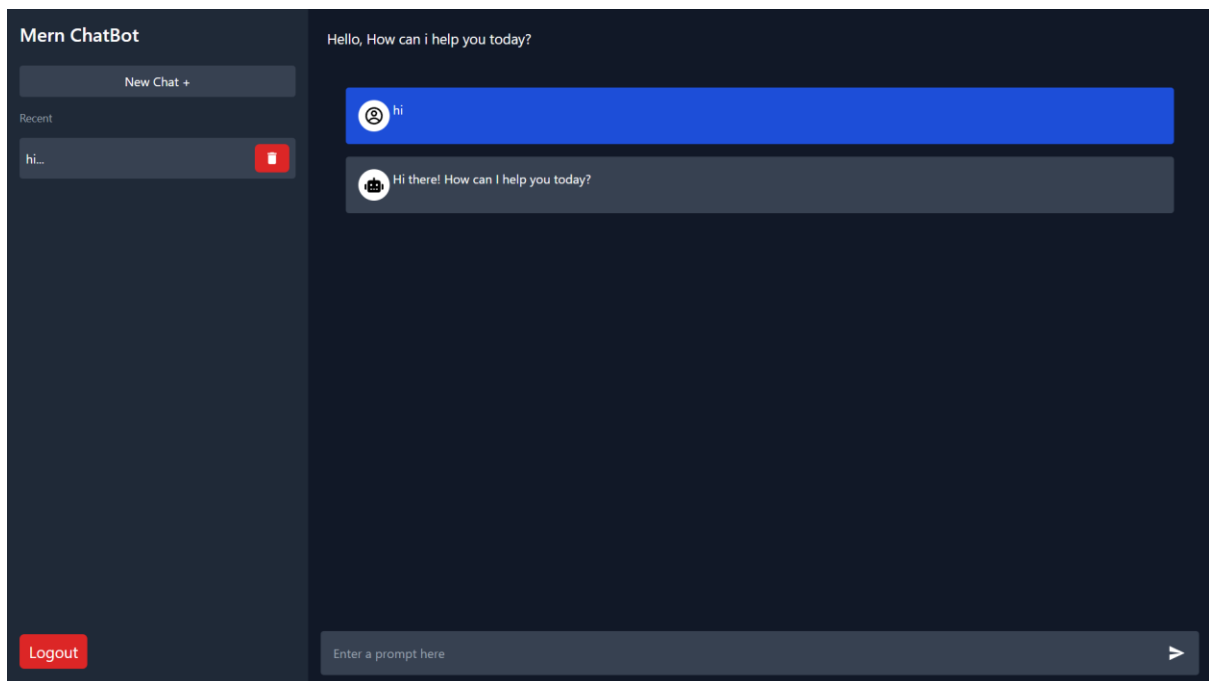 Mern ChatBot
New Chat +
Recent
hi...
Logout
Hello, How can i help you today?
hi
Hi there! How can I help you today?
Enter a prompt here